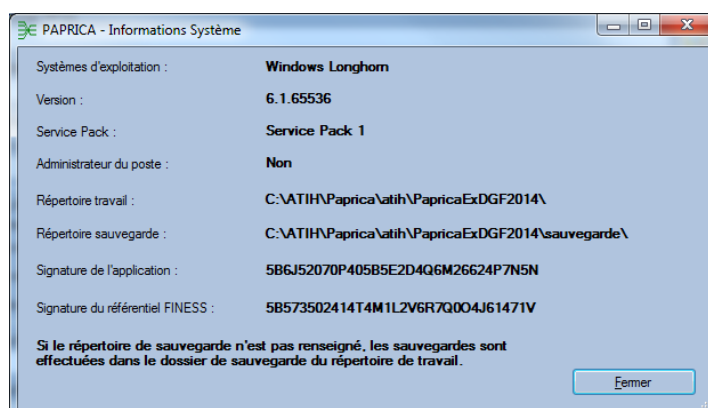 PAPRICA - Informations Système
Systèmes d'exploitation : Windows Longhorn
Version : 6.1.65536
Service Pack : Service Pack 1
Administrateur du poste : Non
Répertoire travail : C:\ATIH\Paprica\atih\PapricaExDGF2014\
Répertoire sauvegarde : C:\ATIH\Paprica\atih\PapricaExDGF2014\sauvegarde\
Signature de l'application : 5B6J52070P405B5E2D4Q6M26624P7N5N
Signature du référentiel FINESS : 5B573502414T4M1L2V6R7Q0O4J61471V
Si le répertoire de sauvegarde n'est pas renseigné, les sauvegardes sont
effectuées dans le dossier de sauvegarde du répertoire de travail.
Fermer